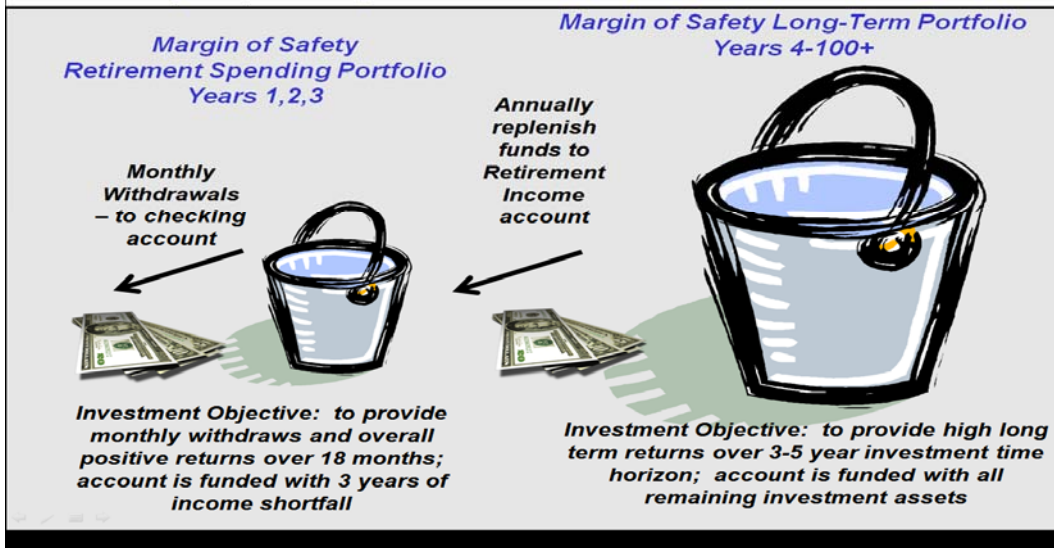 Margin of Safety
Retirement Spending Portfolio
Years 1,2,3
Margin of Safety Long-Term Portfolio
Years 4-100+
Monthly
Withdrawals
– to checking
account
Annually
replenish
funds to
Retirement
Income
account
Investment Objective:  to provide
monthly withdraws and overall
positive returns over 18 months;
account is funded with 3 years of
income shortfall
Investment Objective:  to provide high long
term returns over 3-5 year investment time
horizon;  account is funded with all
remaining investment assets